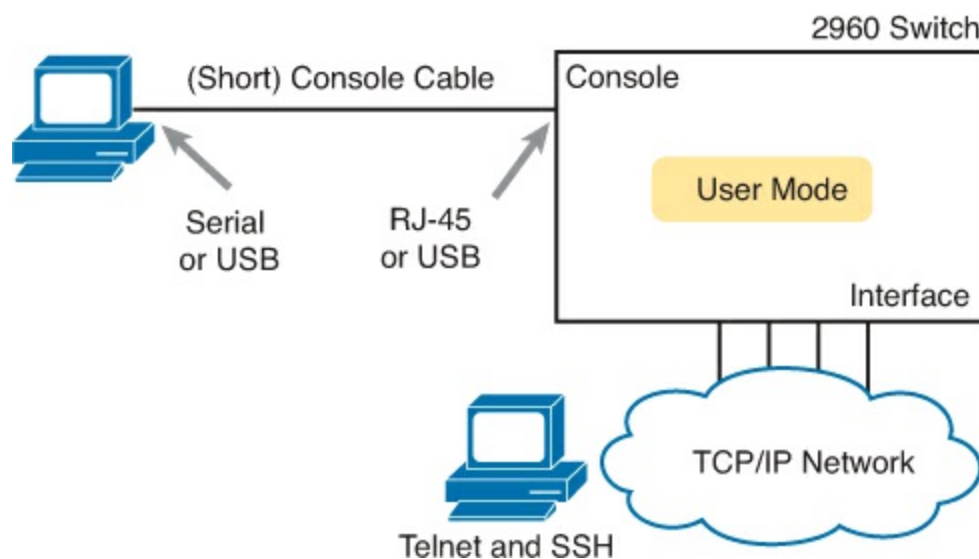 2960 Switch
(Short) Console Cable
Console
User Mode
Serial
or USB
RJ-45
or USB
Interface
TCP/IP Network
Telnet and SSH